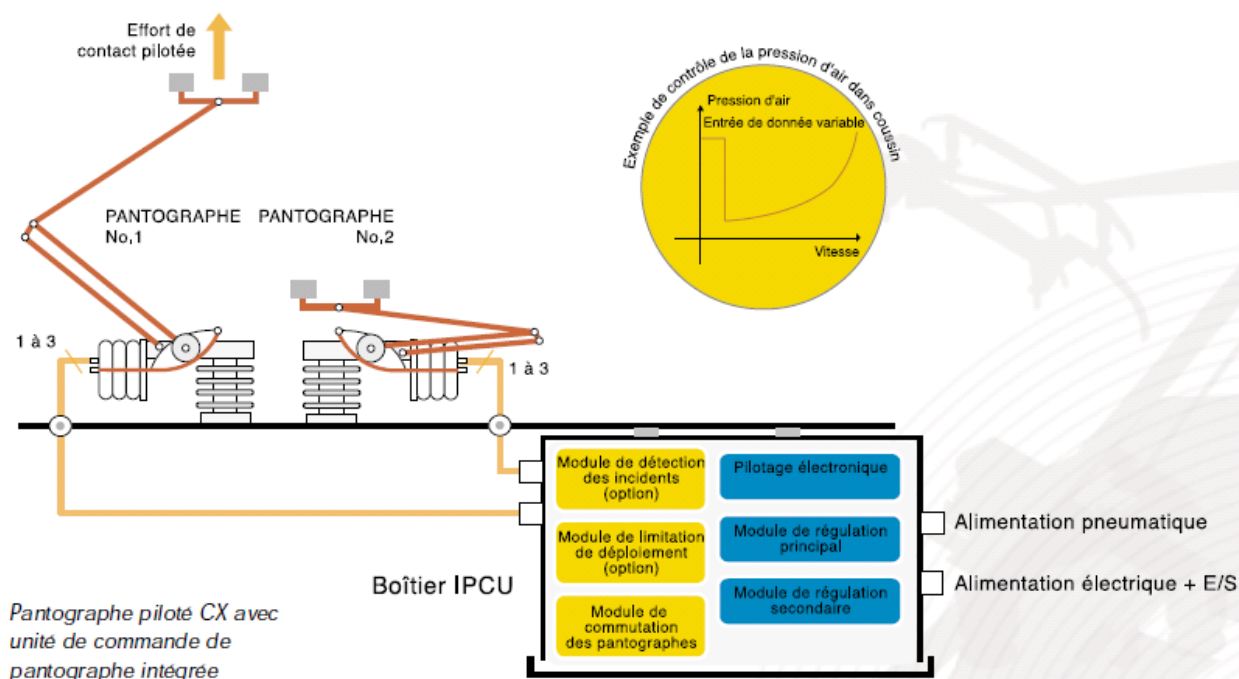 Effort de
contact pilotée
Exemple de contrôle de la pression d'air dans coussin
Pression d'air
Entrée de donnée variable
Vitesse
PANTOGRAPHE
No,1
PANTOGRAPHE
No,2
1 à 3
1 à 3
Module de détection
des incidents
(option)
Pilotage électronique
Module de limitation
de déploiement
(option)
Module de régulation
principal
Module de
commutation
des pantographes
Module de régulation
secondaire
Alimentation pneumatique
Alimentation électrique + E/S
Boîtier IPCU
Pantographe piloté CX avec
unité de commande de
pantographe intégrée